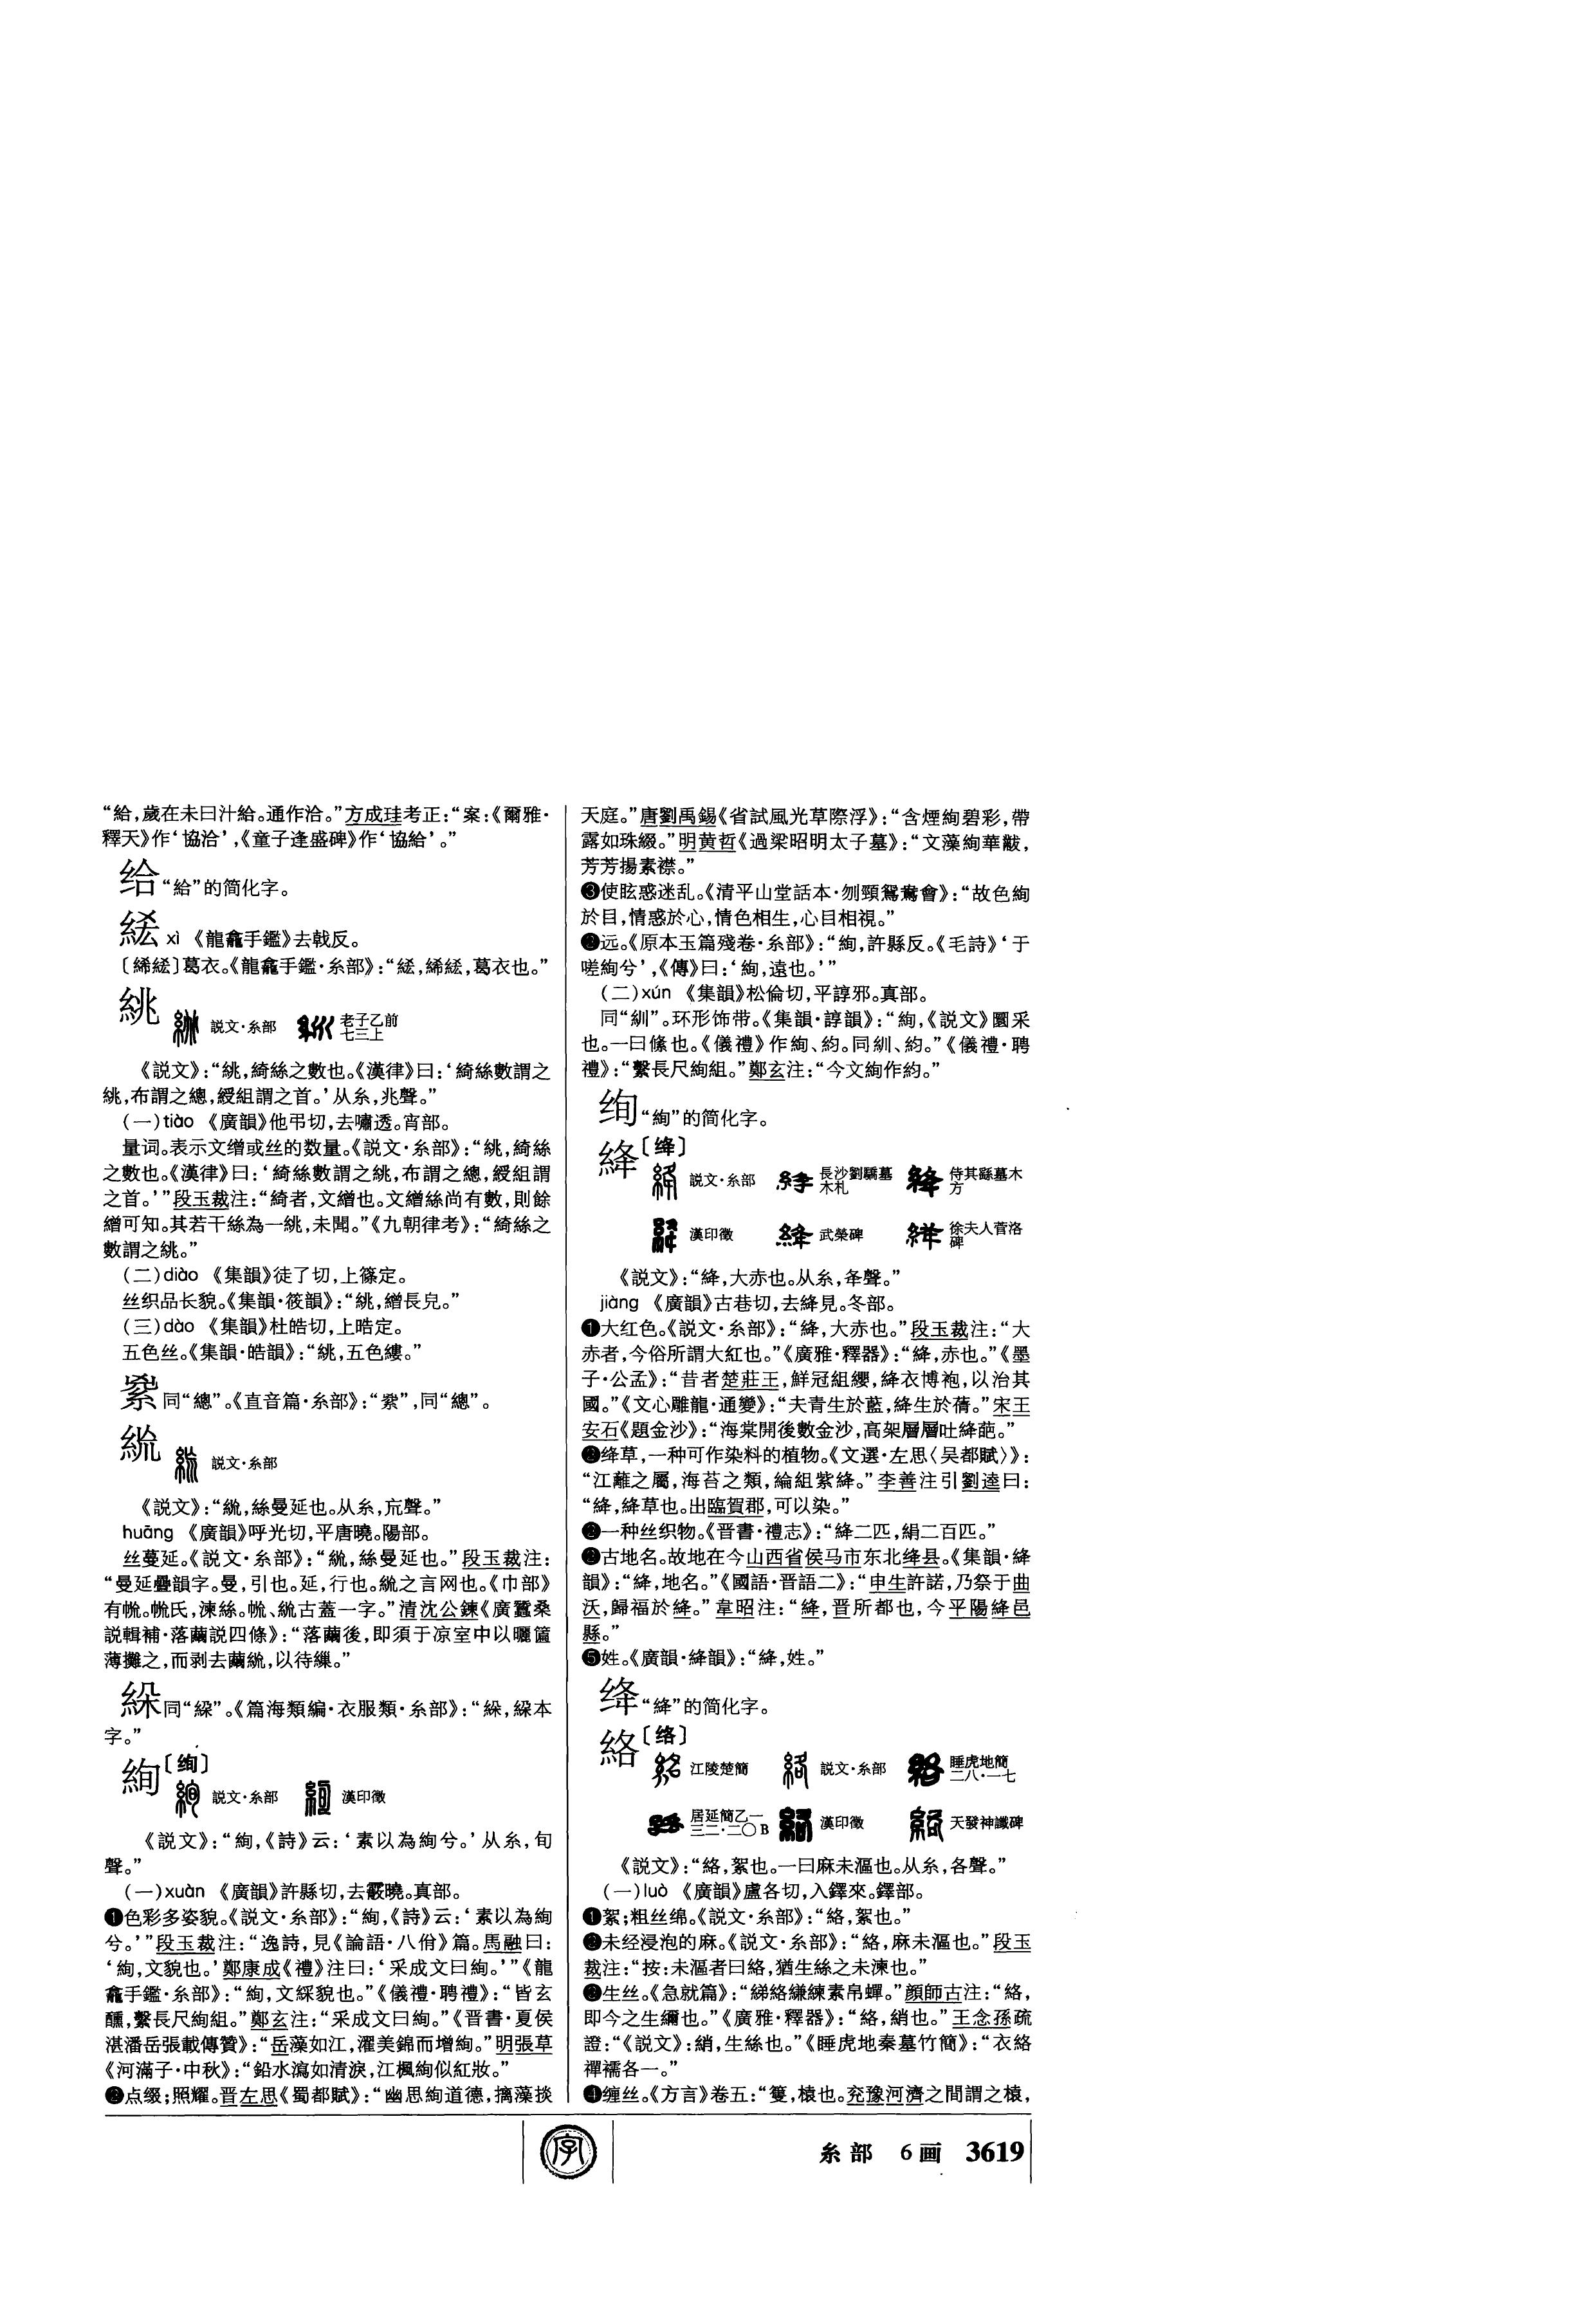 “給，歲在未曰汁給。通作洽。”方成珪考正：“案：《爾雅·
釋天》作‘協洽’，《童子逢盛碑》作‘協給’。”
给“給”的简化字。
綌 xì 《龍龕手鑑》去戟反。
〔絺綌〕葛衣。《龍龕手鑑·糸部》：“綌，絺綌，葛衣也。”
絩
説文·糸部 老子乙前七三上
《説文》：“絩，綺絲之數也。《漢律》曰：‘綺絲數謂之
絩，布謂之總，綬組謂之首。’从糸，兆聲。”
（一）tiào 《廣韻》他弔切，去嘯透。宵部。
量词。表示文缯或丝的数量。《説文·糸部》：“絩，綺絲
之數也。《漢律》曰：‘綺絲數謂之絩，布謂之總，綬組謂
之首。’”段玉裁注：“綺者，文繒也。文繒絲尚有數，則餘
繒可知。其若干絲為一絩，未聞。”《九朝律考》：“綺絲之
數謂之絩。”
（二）diào 《集韻》徒了切，上篠定。
丝织品长貌。《集韻·筱韻》：“絩，繒長皃。”
（三）dào 《集韻》杜皓切，上晧定。
五色丝。《集韻·皓韻》：“絩，五色縷。”
同“總”。《直音篇·糸部》：“”，同“總”。
絖
説文·糸部
《説文》：“，絲曼延也。从糸，巟聲。”
huāng 《廣韻》呼光切，平唐曉。陽部。
丝蔓延。《説文·糸部》：“，絲曼延也。”段玉裁注：
“曼延疊韻字。曼，引也。延，行也。之言网也。《巾部》
有㡆。㡆氏，湅絲。㡆、古蓋一字。”清沈公練《廣蠶桑
説輯補·落繭説四條》：“落繭後，即須于凉室中以曬籃
薄攤之，而剥去繭，以待繅。”
同“綵”。《篇海類編·衣服類·糸部》：“，本
字。”
絢〔绚〕
説文·糸部 漢印徵
《説文》：“絢，《詩》云：‘素以為絢兮。’从糸，旬
聲。”
（一）xuàn 《廣韻》許縣切，去霰曉。真部。
❶色彩多姿貌。《説文·糸部》：“絢，《詩》云：‘素以為絢
兮。’”段玉裁注：“逸詩，見《論語·八佾》篇。馬融曰：
‘絢，文貌也。’鄭康成《禮》注曰：‘采成文曰絢。’”《龍
龕手鑑·糸部》：“絢，文綵貌也。”《儀禮·聘禮》：“皆玄
纁，繫長尺絢組。”鄭玄注：“采成文曰絢。”《晋書·夏侯
湛潘岳張載傳贊》：“岳藻如江，濯美錦而增絢。”明張草
《河滿子·中秋》：“鉛水瀉如清淚，江楓絢似紅妝。”
❷点缀；照耀。晋左思《蜀都賦》：“幽思絢道德，摛藻掞
天庭。”唐劉禹錫《省試風光草際浮》：“含煙絢碧彩，帶
露如珠綴。”明黄哲《過梁昭明太子墓》：“文藻絢華黻，
芳芳揚素襟。”
❸使眩惑迷乱。《清平山堂話本·刎頸鴛鴦會》：“故色絢
於目，情惑於心，情色相生，心目相視。”
❹远。《原本玉篇殘卷·糸部》：“絢，許縣反。《毛詩》‘于
嗟絢兮’，《傳》曰：‘絢，遠也。’”
（二）xún 《集韻》松倫切，平諄邪。真部。
同“紃”。环形饰带。《集韻·諄韻》：“絢，《説文》圜采
也。一曰絛也。《儀禮》作絢、約。同紃、約。”《儀禮·聘
禮》：“繫長尺絢組。”鄭玄注：“今文絢作約。”
绚“絢”的简化字。
絳〔绛〕
説文·糸部 長沙劉驕墓木札 侍其繇墓木方
漢印徵 武榮碑 徐夫人菅洛碑
《説文》：“絳，大赤也。从糸，夅聲。”
jiàng 《廣韻》古巷切，去絳見。冬部。
❶大红色。《説文·糸部》：“絳，大赤也。”段玉裁注：“大
赤者，今俗所謂大紅也。”《廣雅·釋器》：“絳，赤也。”《墨
子·公孟》：“昔者楚莊王，鮮冠組纓，絳衣博袍，以治其
國。”《文心雕龍·通變》：“夫青生於藍，絳生於蒨。”宋王
安石《題金沙》：“海棠開後數金沙，高架層層吐絳葩。”
❷绛草，一种可作染料的植物。《文選·左思〈吴都賦〉》：
“江蘺之屬，海苔之類，綸組紫絳。”李善注引劉逵曰：
“絳，絳草也。出臨賀郡，可以染。”
❸一种丝织物。《晋書·禮志》：“絳二匹，絹二百匹。”
❹古地名。故地在今山西省侯马市东北绛县。《集韻·絳
韻》：“絳，地名。”《國語·晋語二》：“申生許諾，乃祭于曲
沃，歸福於絳。”韋昭注：“絳，晋所都也，今平陽絳邑
縣。”
❺姓。《廣韻·絳韻》：“絳，姓。”
绛“絳”的简化字。
絡〔络〕
江陵楚簡 説文·糸部 睡虎地簡二八·一七
居延簡乙一三二·二〇B 漢印徵 天發神讖碑
《説文》：“絡，絮也。一曰麻未漚也。从糸，各聲。”
（一）luò 《廣韻》盧各切，入鐸來。鐸部。
❶絮；粗丝绵。《説文·糸部》：“絡，絮也。”
❷未经浸泡的麻。《説文·糸部》：“絡，麻未漚也。”段玉
裁注：“按：未漚者曰絡，猶生絲之未湅也。”
❸生丝。《急就篇》：“綈絡縑練素帛蟬。”顔師古注：“絡，
即今之生䌙也。”《廣雅·釋器》：“絡，綃也。”王念孫疏
證：“《説文》：綃，生絲也。”《睡虎地秦墓竹簡》：“衣絡
襌襦各一。”
❹缠丝。《方言》卷五：“籆，榬也。兖豫河濟之間謂之榬，
字
糸部 6画 3619